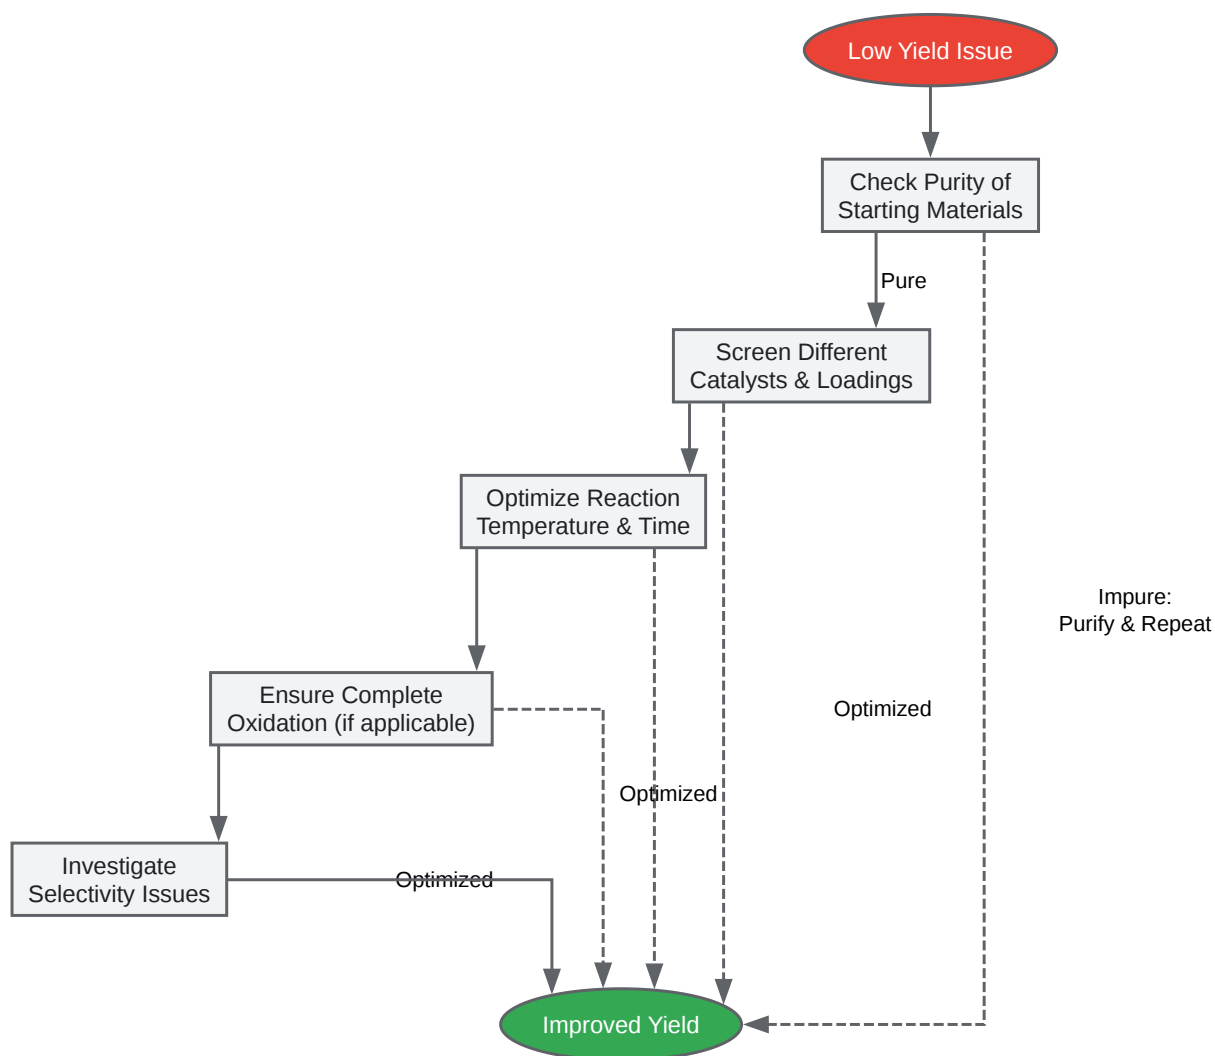 Low Yield Issue
Check Purity of
Starting Materials
Pure
Screen Different
Catalysts & Loadings
Optimize Reaction
Temperature & Time
Impure:
Purify & Repeat
Ensure Complete
Oxidation (if applicable)
Optimized
Optimized
Investigate
Selectivity Issues
Optimized
Improved Yield